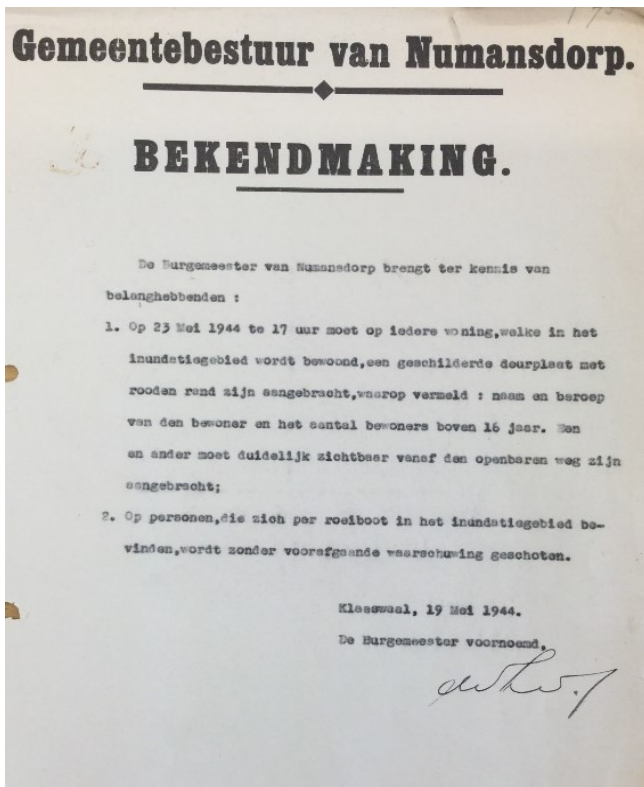 Gemeentebestuur van Numansdorp.
BEKENDMAKING.
De Burgemeester van Numansdorp brengt ter kennis van
belanghebbenden :
1. Op 23 Mei 1944 te 17 uur moet op iedere woning,welke in het
inundatiegebied wordt bewoond,een geschilderde deurplaat met
rooden rand zijn aangebracht,waarop vermeld : naam en beroep
van den bewoner en het aantal bewoners boven 16 jaar. Een
en ander moet duidelijk zichtbaar vanaf den openbaren weg zijn
aangebracht;
2. Op personen,die zich per roeiboot in het inundatiegebied be-
vinden,wordt zonder voorafgaande waarschuwing geschoten.
Klaaswaal, 19 Mei 1944.
De Burgemeester voornoemd,